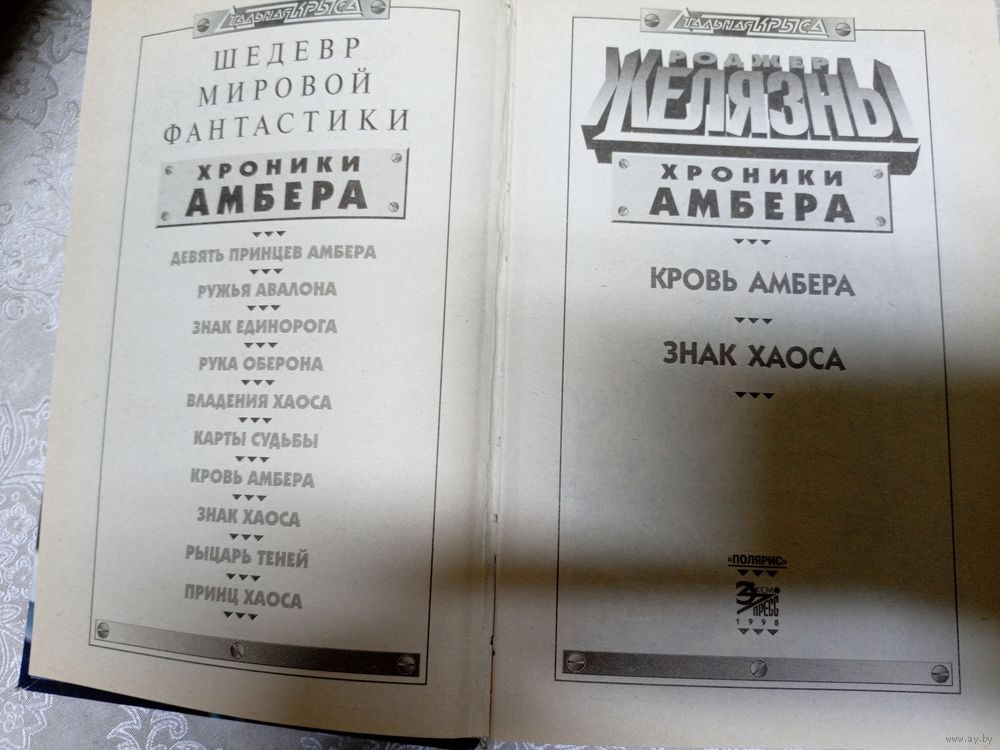 СТАЛЬНАЯ КРЫСА
ШЕДЕВР
МИРОВОЙ
ФАНТАСТИКИ
ХРОНИКИ
АМБЕРА
ДЕВЯТЬ ПРИНЦЕВ АМБЕРА
РУЖЬЯ АВАЛОНА
ЗНАК ЕДИНОРОГА
РУКА ОБЕРОНА
ВЛАДЕНИЯ ХАОСА
КАРТЫ СУДЬБЫ
КРОВЬ АМБЕРА
ЗНАК ХАОСА
РЫЦАРЬ ТЕНЕЙ
ПРИНЦ ХАОСА
СТАЛЬНАЯ КРЫСА
РОДЖЕР
ЖЕЛЯЗНЫ
ХРОНИКИ
АМБЕРА
КРОВЬ АМБЕРА
ЗНАК ХАОСА
«ПОЛЯРИС»
ЭКСМО
ПРЕСС
1998
www.ay.by